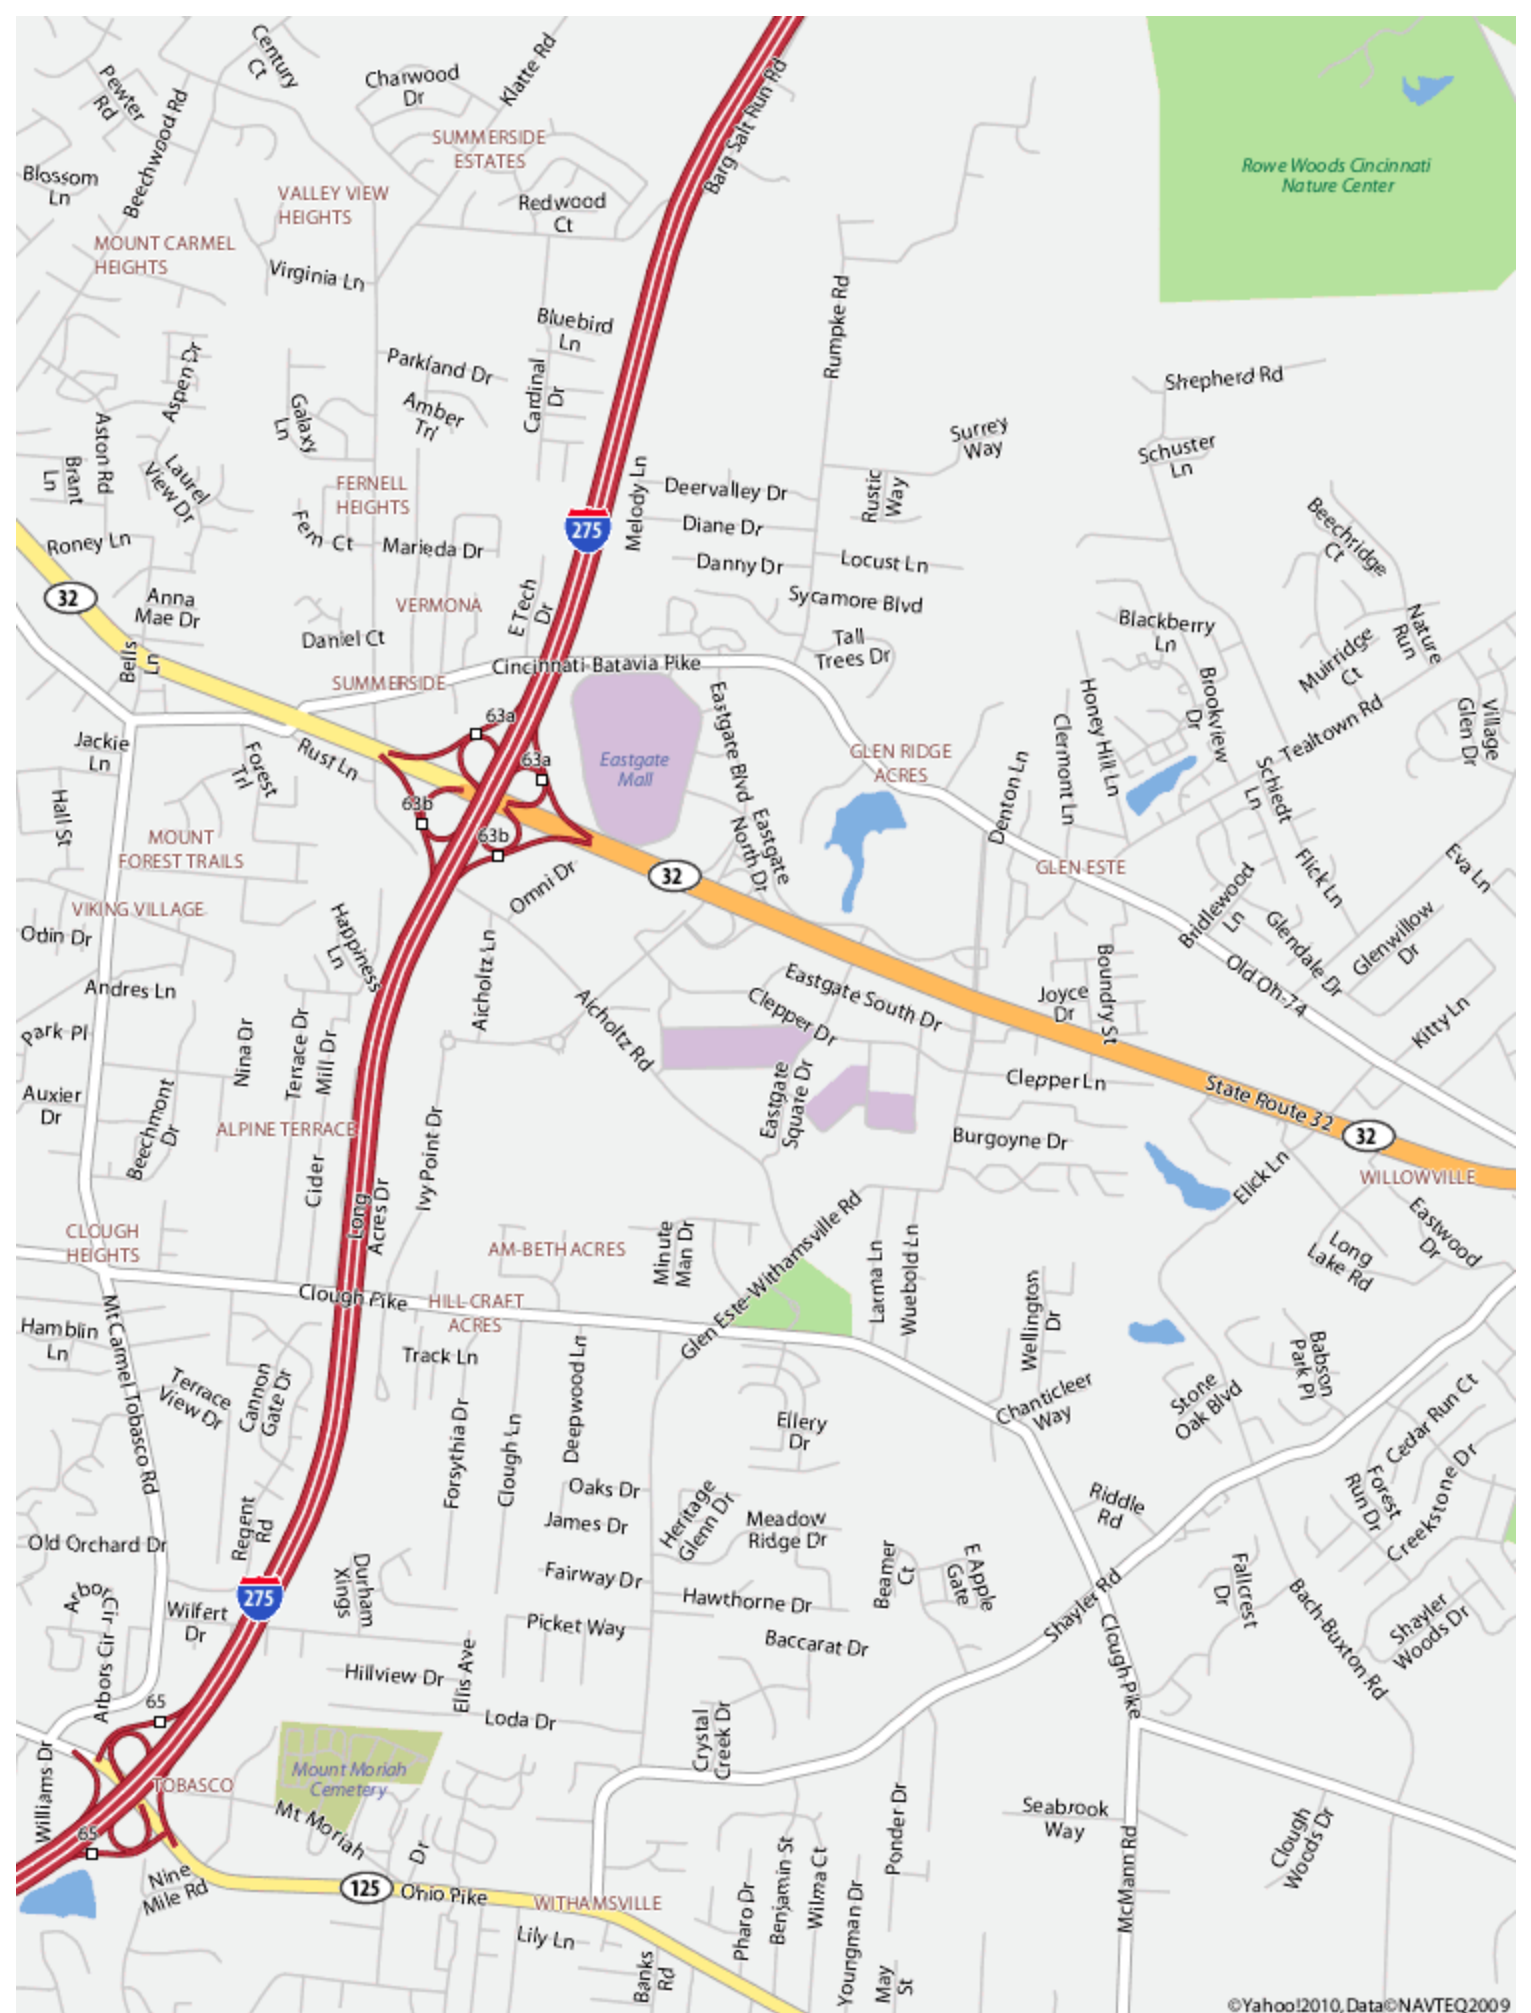 Century
Ct
Pewter
Rd
Beechwood Rd
Charwood
Dr
Klatte Rd
Barg Salt Run Rd
SUMMERSIDE
ESTATES
Rowe Woods Cincinnati
Nature Center
Blossom
Ln
VALLEY VIEW
HEIGHTS
Redwood
Ct
MOUNT CARMEL
HEIGHTS
Virginia Ln
Bluebird
Ln
Rumpke Rd
Aspen Dr
Parkland Dr
Cardinal
Dr
Shepherd Rd
Amber
Trl
Galaxy
Ln
Aston Rd
Surrey
Way
Schuster
Ln
Brant
Ln
Laurel
View Dr
FERNELL
HEIGHTS
Melody Ln
Deervalley Dr
Rustic
Way
Beechridge
Ct
Fern Ct
275
Diane Dr
Roney Ln
Marieda Dr
Danny Dr
Locust Ln
32
Anna
Mae Dr
VERMONA
E Tech
Dr
Sycamore Blvd
Blackberry
Ln
Nature
Run
Daniel Ct
Tall
Trees Dr
Muirridge
Ct
Bells
Ln
Cincinnati Batavia Pike
SUMMERSIDE
Honey Hill Ln
Brookview
Dr
Tealtown Rd
Village
Glen Dr
63a
Eastgate Blvd
Clermont Ln
Jackie
Ln
Rust Ln
Forest
Trl
63a
Eastgate
Mall
GLEN RIDGE
ACRES
Denton Ln
Schiedt
Ln
Hall St
63b
63b
Eastgate
North Dr
MOUNT
FOREST TRAILS
Omni Dr
32
GLEN ESTE
Flick Ln
Eva Ln
VIKING VILLAGE
Happiness
Ln
Bridlewood
Ln
Glendale Dr
Glenwillow
Dr
Odin Dr
Aicholtz Ln
Boundry St
Old Oh-74
Andres Ln
Aicholtz Rd
Eastgate South Dr
Clepper Dr
Joyce
Dr
Kitty Ln
Park Pl
Nina Dr
Terrace Dr
Mill Dr
Clepper Ln
State Route 32
Auxier
Dr
Beechmont
Dr
Eastgate
Square Dr
ALPINE TERRACE
Ivy Point Dr
Burgoyne Dr
32
Cider
Elick Ln
WILLOWVILLE
Long
Acres Dr
CLOUGH
HEIGHTS
AM-BETH ACRES
Minute
Man Dr
Glen Este-Withamsville Rd
Larma Ln
Wuebold Ln
Long
Lake Rd
Eastwood
Dr
Clough Pike
HILL CRAFT
ACRES
Mt Carmel Tobasco Rd
Hamblin
Ln
Wellington
Dr
Track Ln
Deepwood Ln
Babson
Park Pl
Terrace
View Dr
Cannon
Gate Dr
Chanticleer
Way
Stone
Oak Blvd
Cedar Run Ct
Forsythia Dr
Clough Ln
Ellery
Dr
Oaks Dr
Heritage
Glenn Dr
Riddle
Rd
Forest
Run Dr
Creekstone Dr
Regent
Rd
James Dr
Meadow
Ridge Dr
Old Orchard Dr
Durham
Xings
Fairway Dr
Beamer
Ct
E Apple
Gate
Fallcrest
Dr
Arbor Cir
275
Hawthorne Dr
Shayler Rd
Bach-Buxton Rd
Shayler
Woods Dr
Wilfert
Dr
Picket Way
Baccarat Dr
Clough Pike
Arbors Cir
Hillview Dr
Ellis Ave
65
Loda Dr
Crystal
Creek Dr
Williams Dr
TOBASCO
Mount Moriah
Cemetery
Mt Moriah
Dr
Ponder Dr
Seabrook
Way
Clough
Woods Dr
65
Nine
Mile Rd
125
Ohio Pike
WITHAMSVILLE
Benjamin St
Wilma Ct
McMann Rd
Pharo Dr
Youngman Dr
Lily Ln
Banks
Rd
May
St
©Yahoo!2010,Data©NAVTEQ2009